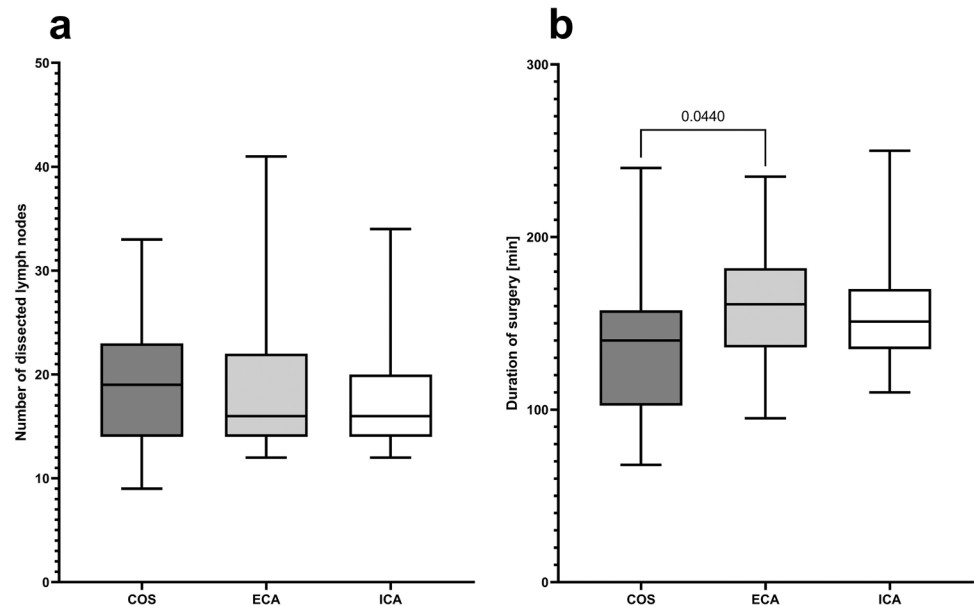 a
Number of dissected lymph nodes
50
40
30
20
10
0
COS ECA ICA
b
Duration of surgery [min]
300
200
100
0
0.0440
COS ECA ICA